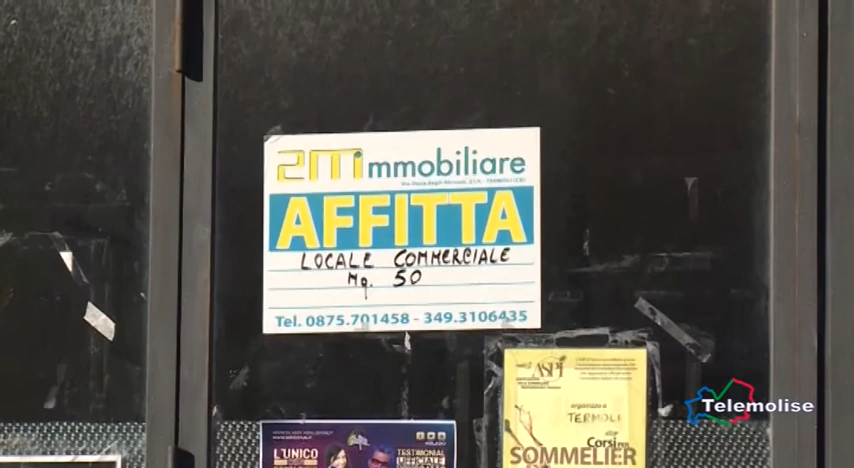 2M immobiliare
AFFITTA
LOCALE COMMERCIALE
Mq. 50
Tel. 0875.701458 - 349.3106435
ASPI
organizza a
TERMOLI
Corsi PER
SOMMELIER
L'UNICO
TESTIMONIAL
UFFICIALE
Telemolise